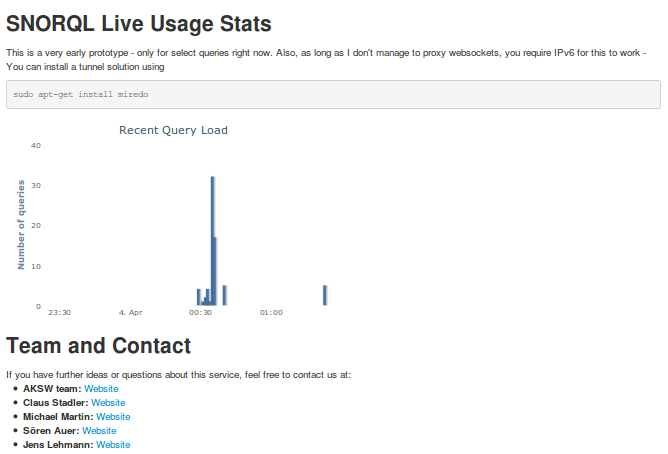 SNORQL Live Usage Stats
This is a very early prototype - only for select queries right now. Also, as long as I don't manage to proxy websockets, you require IPv6 for this to work -
You can install a tunnel solution using
sudo apt-get install miredo
Recent Query Load
40
30
20
10
0
Number of queries
23:30 4. Apr 00:30 01:00
Team and Contact
If you have further ideas or questions about this service, feel free to contact us at:
AKSW team: Website
Claus Stadler: Website
Michael Martin: Website
Sören Auer: Website
Jens Lehmann: Website